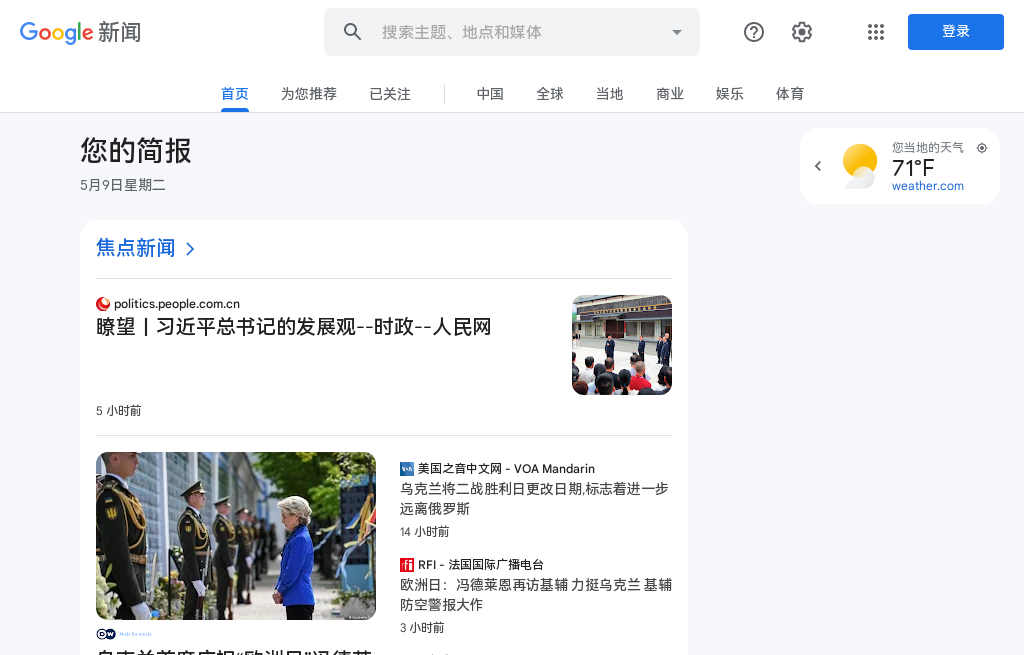 Google 新闻
搜索主题、地点和媒体
登录
首页
为您推荐
已关注
中国
全球
当地
商业
娱乐
体育
您的简报
5月9日星期二
您当地的天气
71°F
weather.com
焦点新闻
politics.people.com.cn
瞭望丨习近平总书记的发展观--时政--人民网
5 小时前
美国之音中文网 - VOA Mandarin
乌克兰将二战胜利日更改日期,标志着进一步
远离俄罗斯
14 小时前
RFI - 法国国际广播电台
欧洲日：冯德莱恩再访基辅 力挺乌克兰 基辅
防空警报大作
3 小时前
DW Made for minds